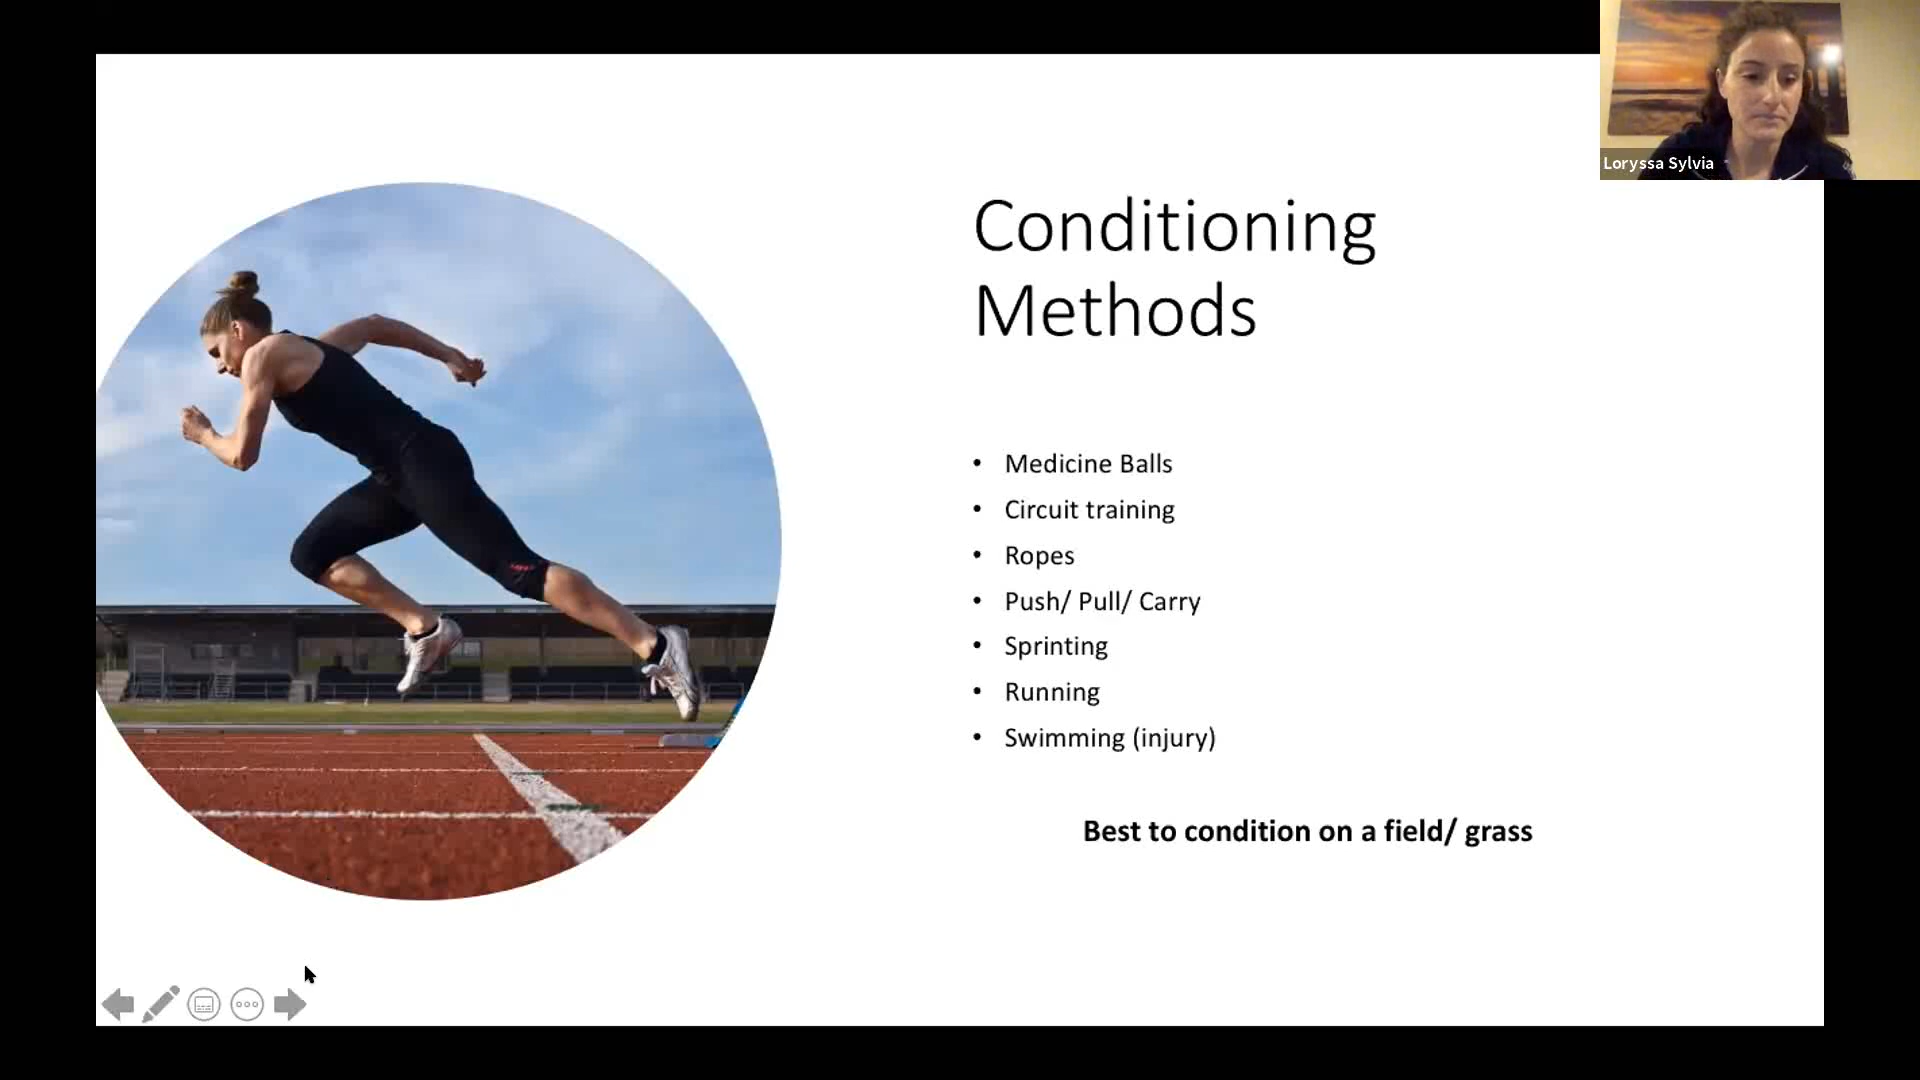 Loryssa Sylvia
Conditioning
Methods
• Medicine Balls
• Circuit training
• Ropes
• Push/ Pull/ Carry
• Sprinting
• Running
• Swimming (injury)
Best to condition on a field/ grass